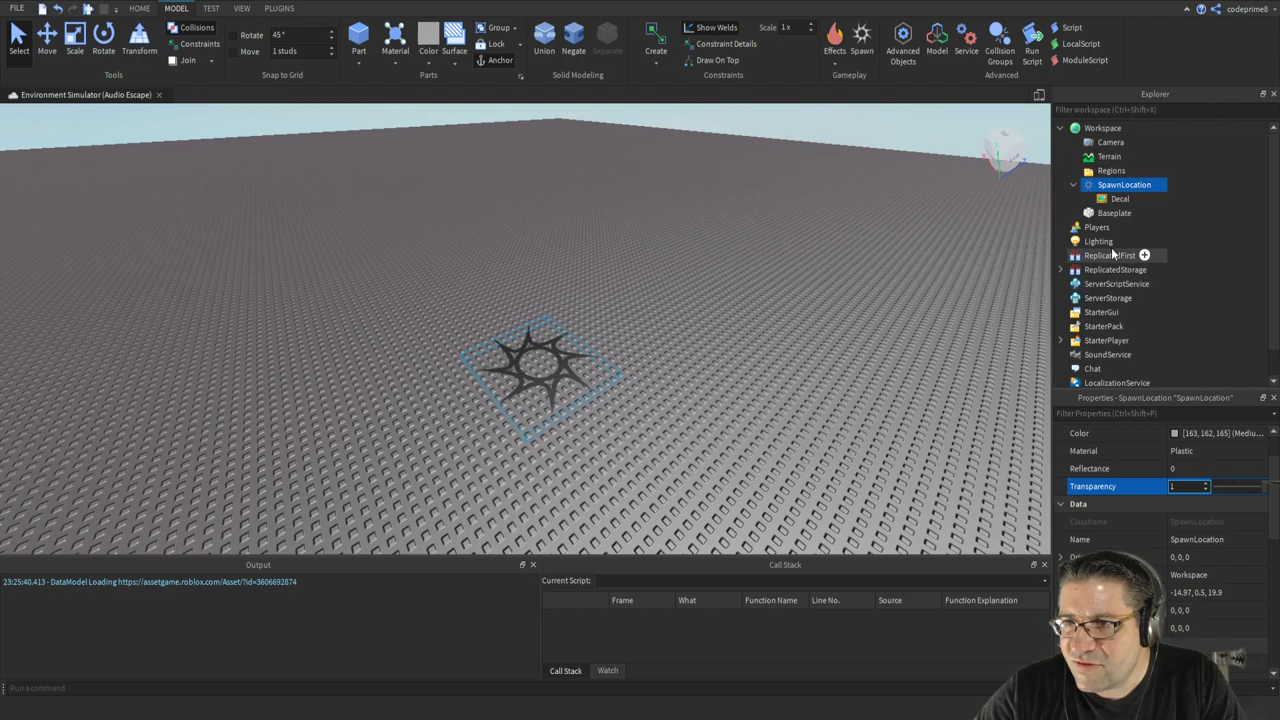 FILE HOME MODEL TEST VIEW PLUGINS codeprime8
Select Move Scale Rotate Transform
Collisions
Constraints
Join
Tools
Rotate 45°
Move 1 studs
Snap to Grid
Part Material Color Surface
Group
Lock
Anchor
Parts
Union Negate Separate
Solid Modeling
Create
Show Welds
Constraint Details
Draw On Top
Scale 1x
Constraints
Effects Spawn
Gameplay
Advanced Objects
Model
Service
Collision Groups
Run Script
Script
LocalScript
ModuleScript
Advanced
Environment Simulator (Audio Escape)
Explorer
Filter workspace (Ctrl+Shift+X)
Workspace
Camera
Terrain
Regions
SpawnLocation
Decal
Baseplate
Players
Lighting
ReplicatedFirst
ReplicatedStorage
ServerScriptService
ServerStorage
StarterGui
StarterPack
StarterPlayer
SoundService
Chat
LocalizationService
Properties - SpawnLocation "SpawnLocation"
Filter Properties (Ctrl+Shift+P)
Color [163, 162, 165] (Mediu...
Material Plastic
Reflectance 0
Transparency 1
Data
ClassName SpawnLocation
Name SpawnLocation
0, 0, 0
Workspace
-14.97, 0.5, 19.9
0, 0, 0
0, 0, 0
Output
23:25:40.413 - DataModel Loading https://assetgame.roblox.com/Asset/?id=3606692874
Call Stack
Current Script:
Frame What Function Name Line No. Source Function Explanation
Call Stack Watch
Run a command